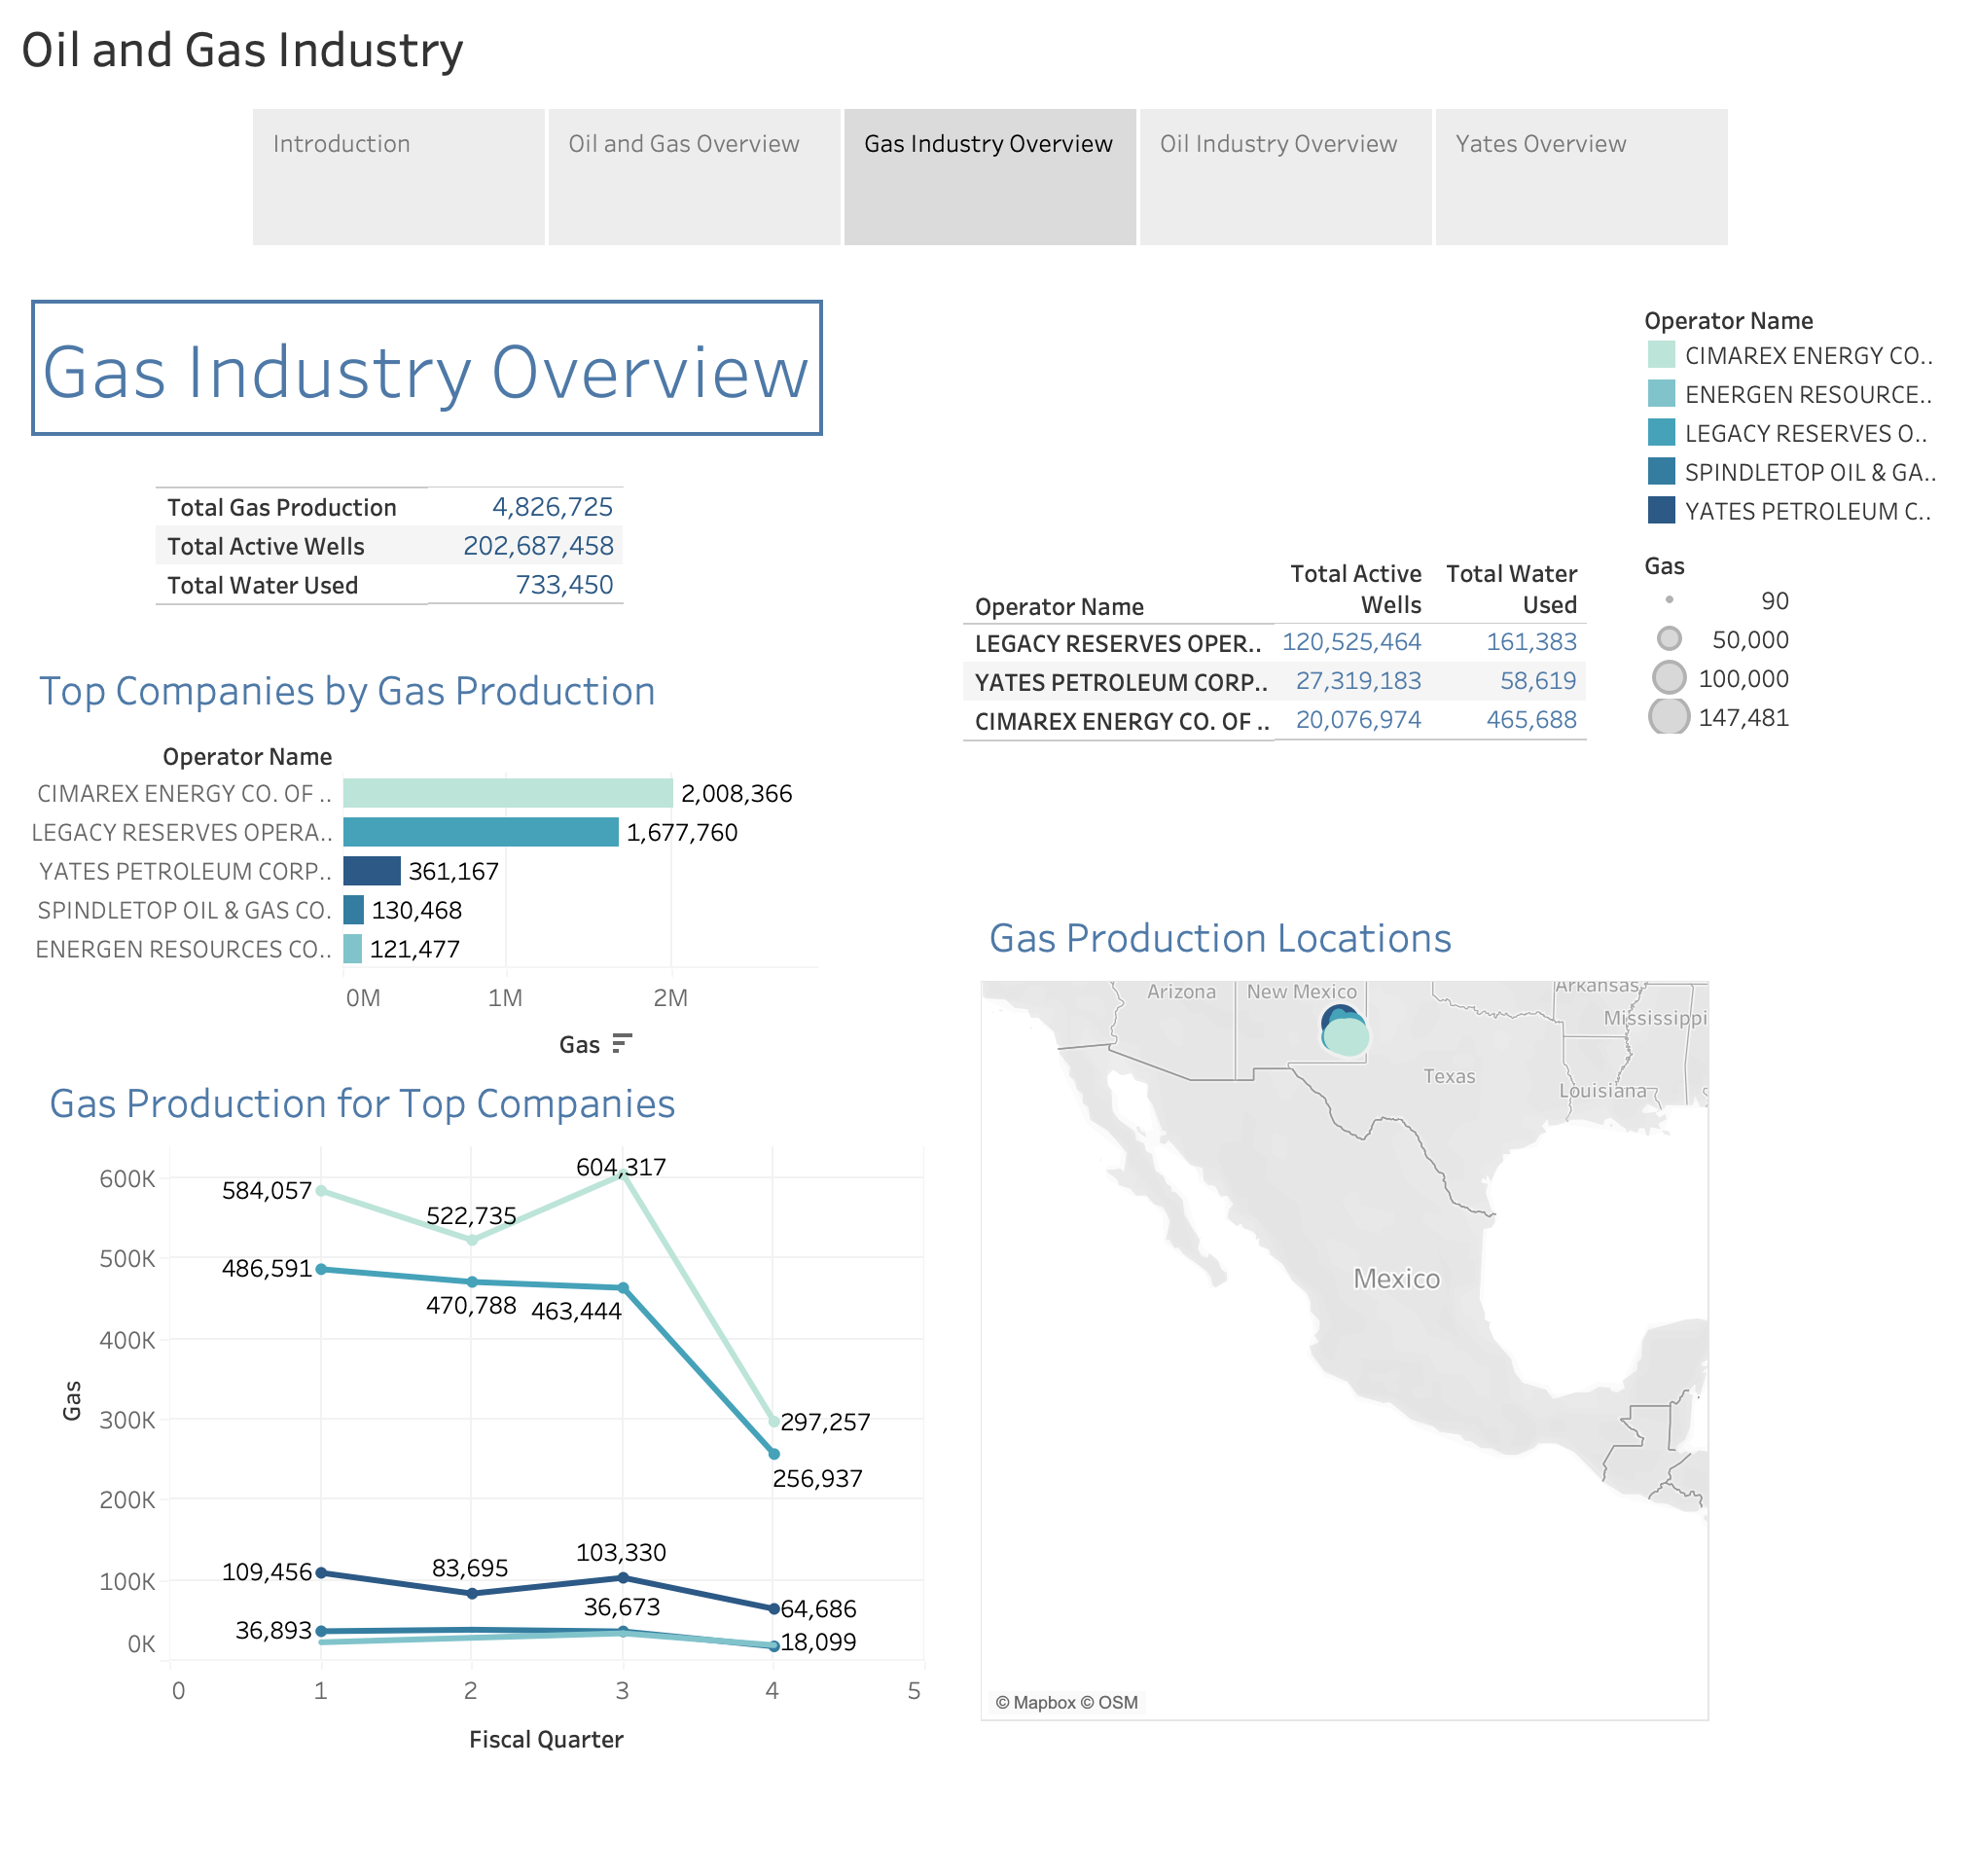 Oil and Gas Industry
Introduction
Oil and Gas Overview
Gas Industry Overview
Oil Industry Overview
Yates Overview
Gas Industry Overview
Total Gas Production 4,826,725
Total Active Wells 202,687,458
Total Water Used 733,450
Operator Name
CIMAREX ENERGY CO..
ENERGEN RESOURCE..
LEGACY RESERVES O..
SPINDLETOP OIL & GA..
YATES PETROLEUM C..
Gas
90
50,000
100,000
147,481
Operator Name Total Active Wells Total Water Used
LEGACY RESERVES OPER.. 120,525,464 161,383
YATES PETROLEUM CORP.. 27,319,183 58,619
CIMAREX ENERGY CO. OF .. 20,076,974 465,688
Top Companies by Gas Production
Operator Name
CIMAREX ENERGY CO. OF .. 2,008,366
LEGACY RESERVES OPERA.. 1,677,760
YATES PETROLEUM CORP.. 361,167
SPINDLETOP OIL & GAS CO. 130,468
ENERGEN RESOURCES CO.. 121,477
0M 1M 2M
Gas
Gas Production for Top Companies
600K
500K
400K
300K
200K
100K
0K
Gas
584,057
522,735
604,317
297,257
486,591
470,788
463,444
256,937
109,456
83,695
103,330
64,686
36,893
36,673
18,099
0 1 2 3 4 5
Fiscal Quarter
Gas Production Locations
Arizona
New Mexico
Arkansas
Mississippi
Texas
Louisiana
Mexico
© Mapbox © OSM